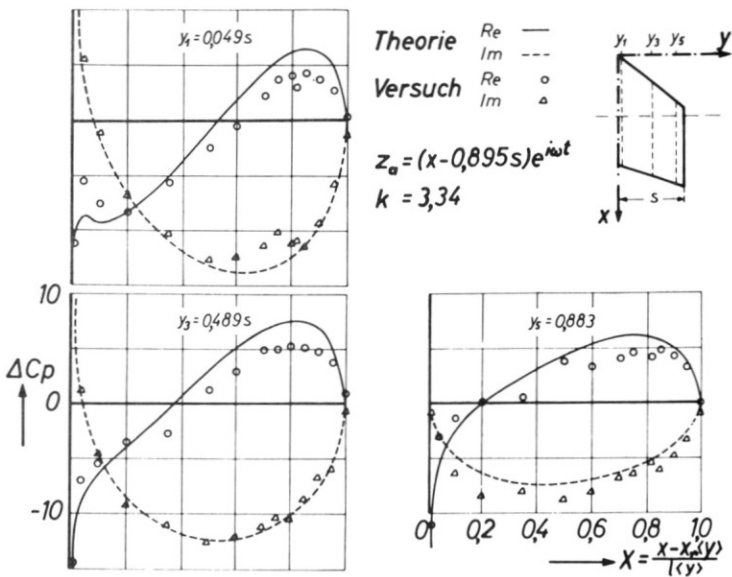 y₁ = 0,049s
Theorie Re
Im
Versuch Re
Im
y₁ y₃ y₅ y
s
x
zₐ = (x-0,895s)e^iωt
k = 3,34
10
0
-10
ΔCp
y₃ = 0,489s
y₅ = 0,883
0 0,2 0,4 0,6 0,8 1,0